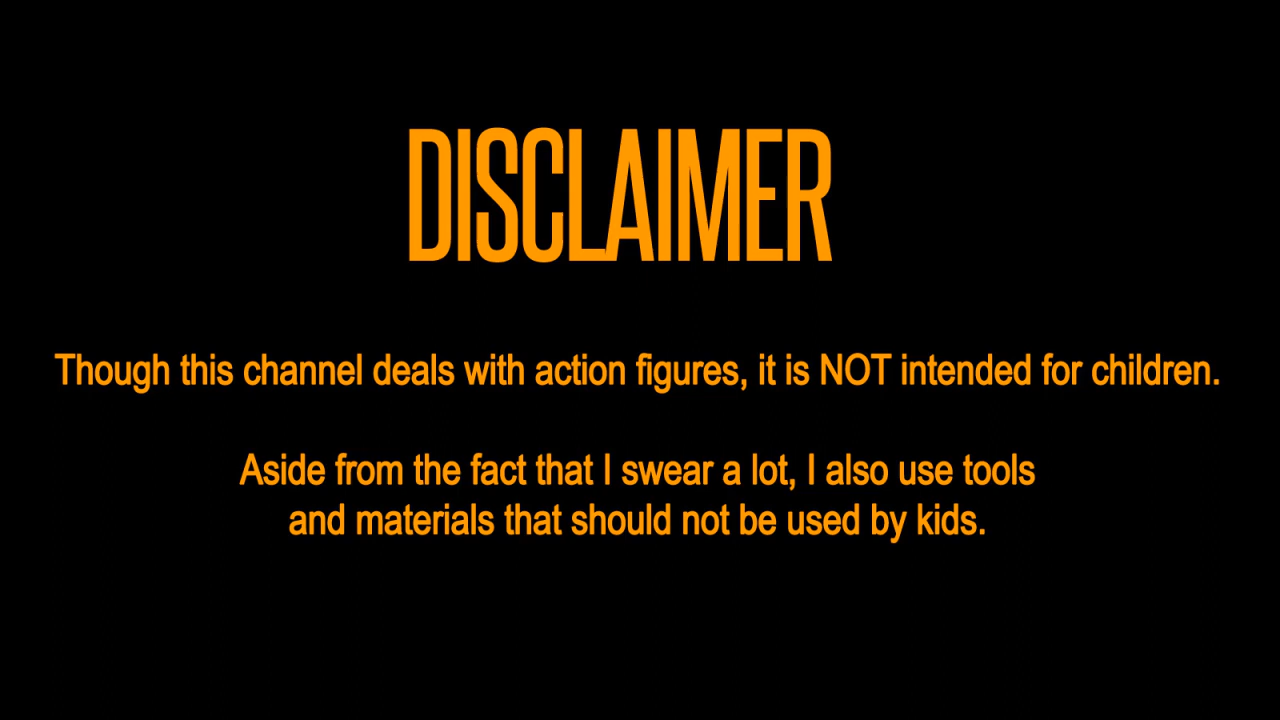 DISCLAIMER
Though this channel deals with action figures, it is NOT intended for children.
Aside from the fact that I swear a lot, I also use tools
and materials that should not be used by kids.